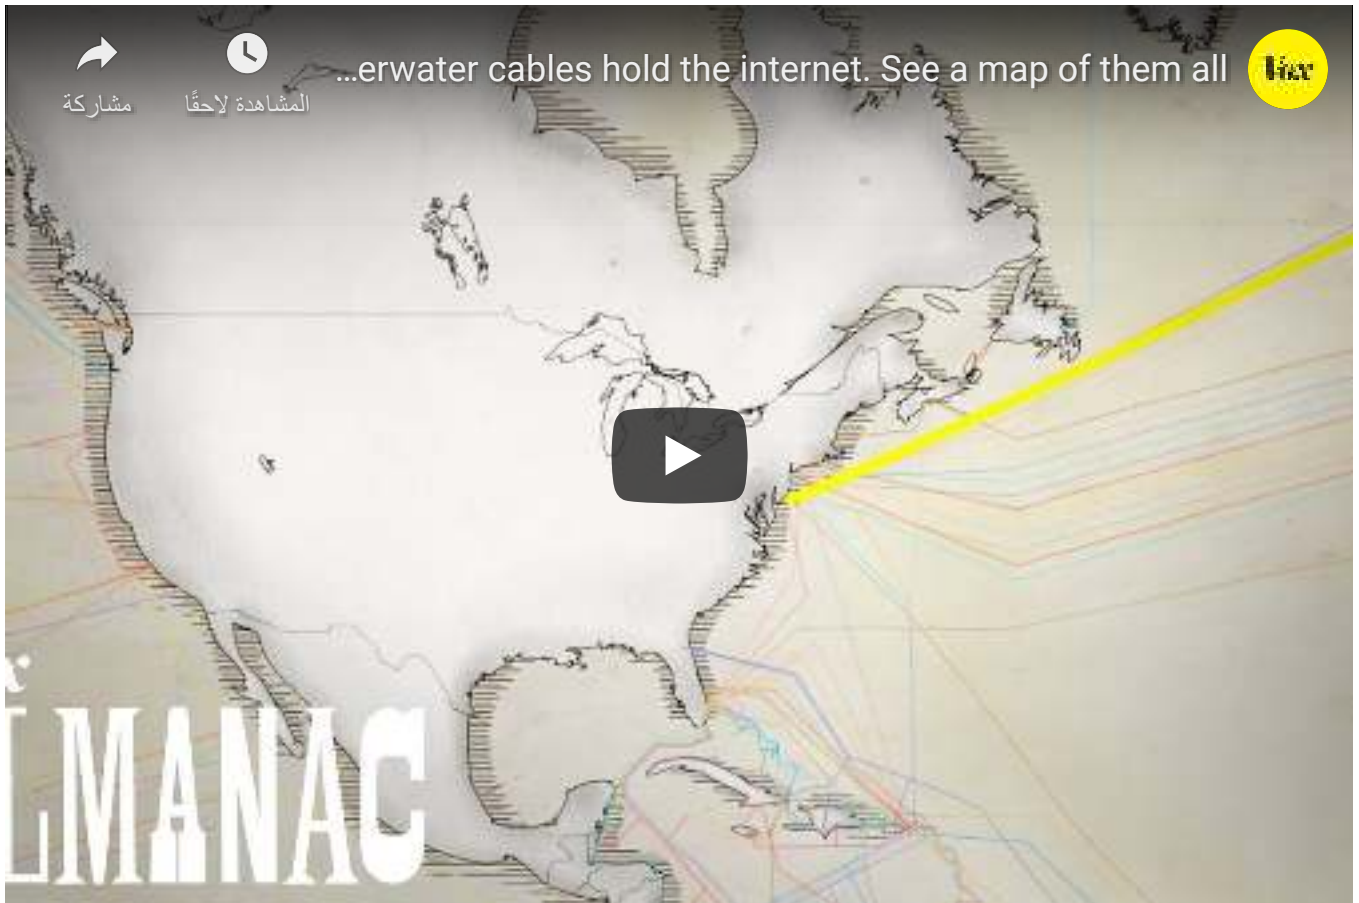 …erwater cables hold the internet. See a map of them all
Vox
المشاهدة لاحقًا
مشاركة
LMANAC